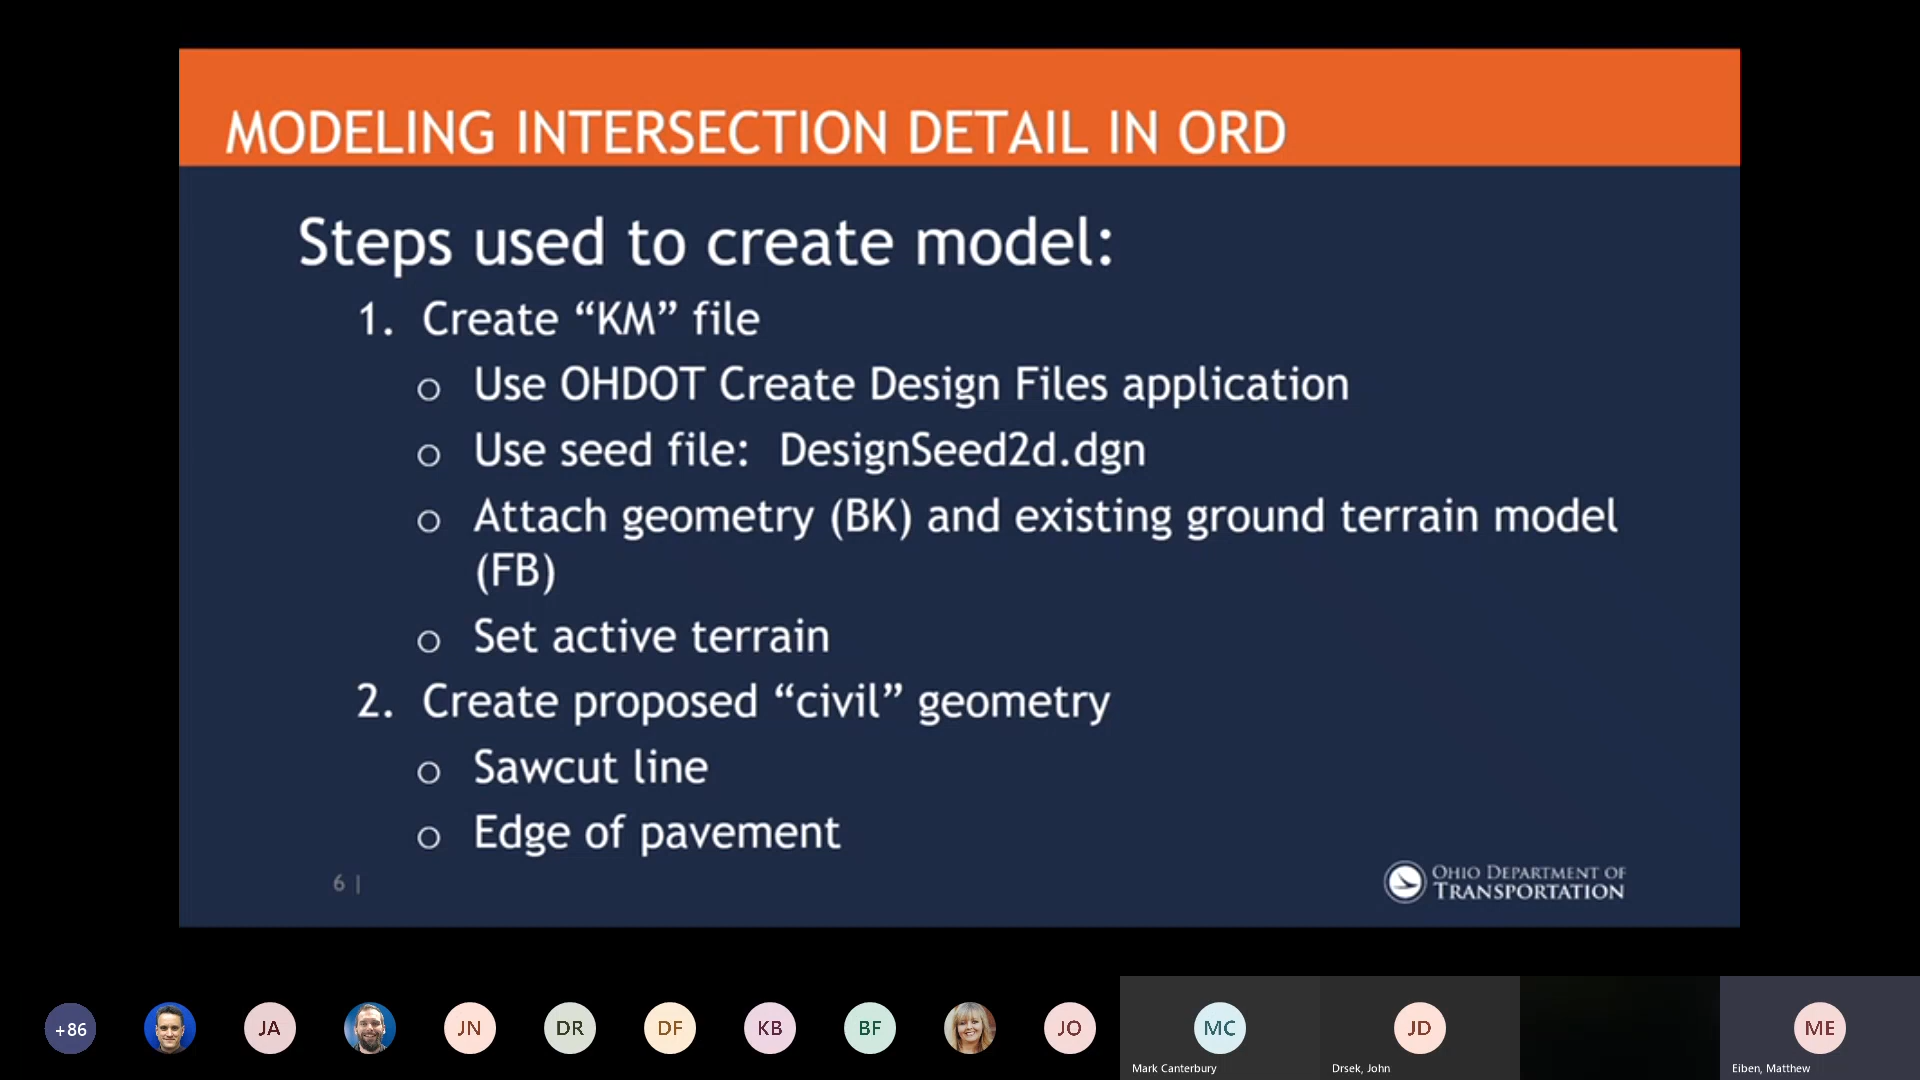 MODELING INTERSECTION DETAIL IN ORD
Steps used to create model:
1. Create “KM” file
o Use OHDOT Create Design Files application
o Use seed file: DesignSeed2d.dgn
o Attach geometry (BK) and existing ground terrain model
(FB)
o Set active terrain
2. Create proposed “civil” geometry
o Sawcut line
o Edge of pavement
6 |
OHIO DEPARTMENT OF
TRANSPORTATION
+86
JA
JN
DR
DF
KB
BF
JO
MC
Mark Canterbury
JD
Drsek, John
ME
Eiben, Matthew